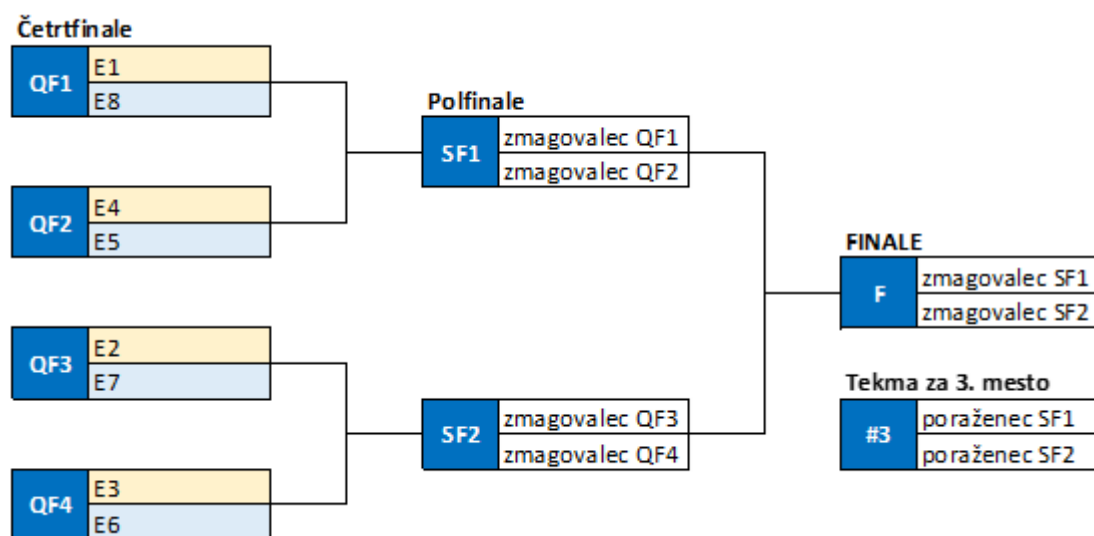 Četrtfinale
QF1
E1
E8
QF2
E4
E5
QF3
E2
E7
QF4
E3
E6
Polfinale
SF1
zmagovalec QF1
zmagovalec QF2
SF2
zmagovalec QF3
zmagovalec QF4
FINALE
F
zmagovalec SF1
zmagovalec SF2
Tekma za 3. mesto
#3
poraženec SF1
poraženec SF2